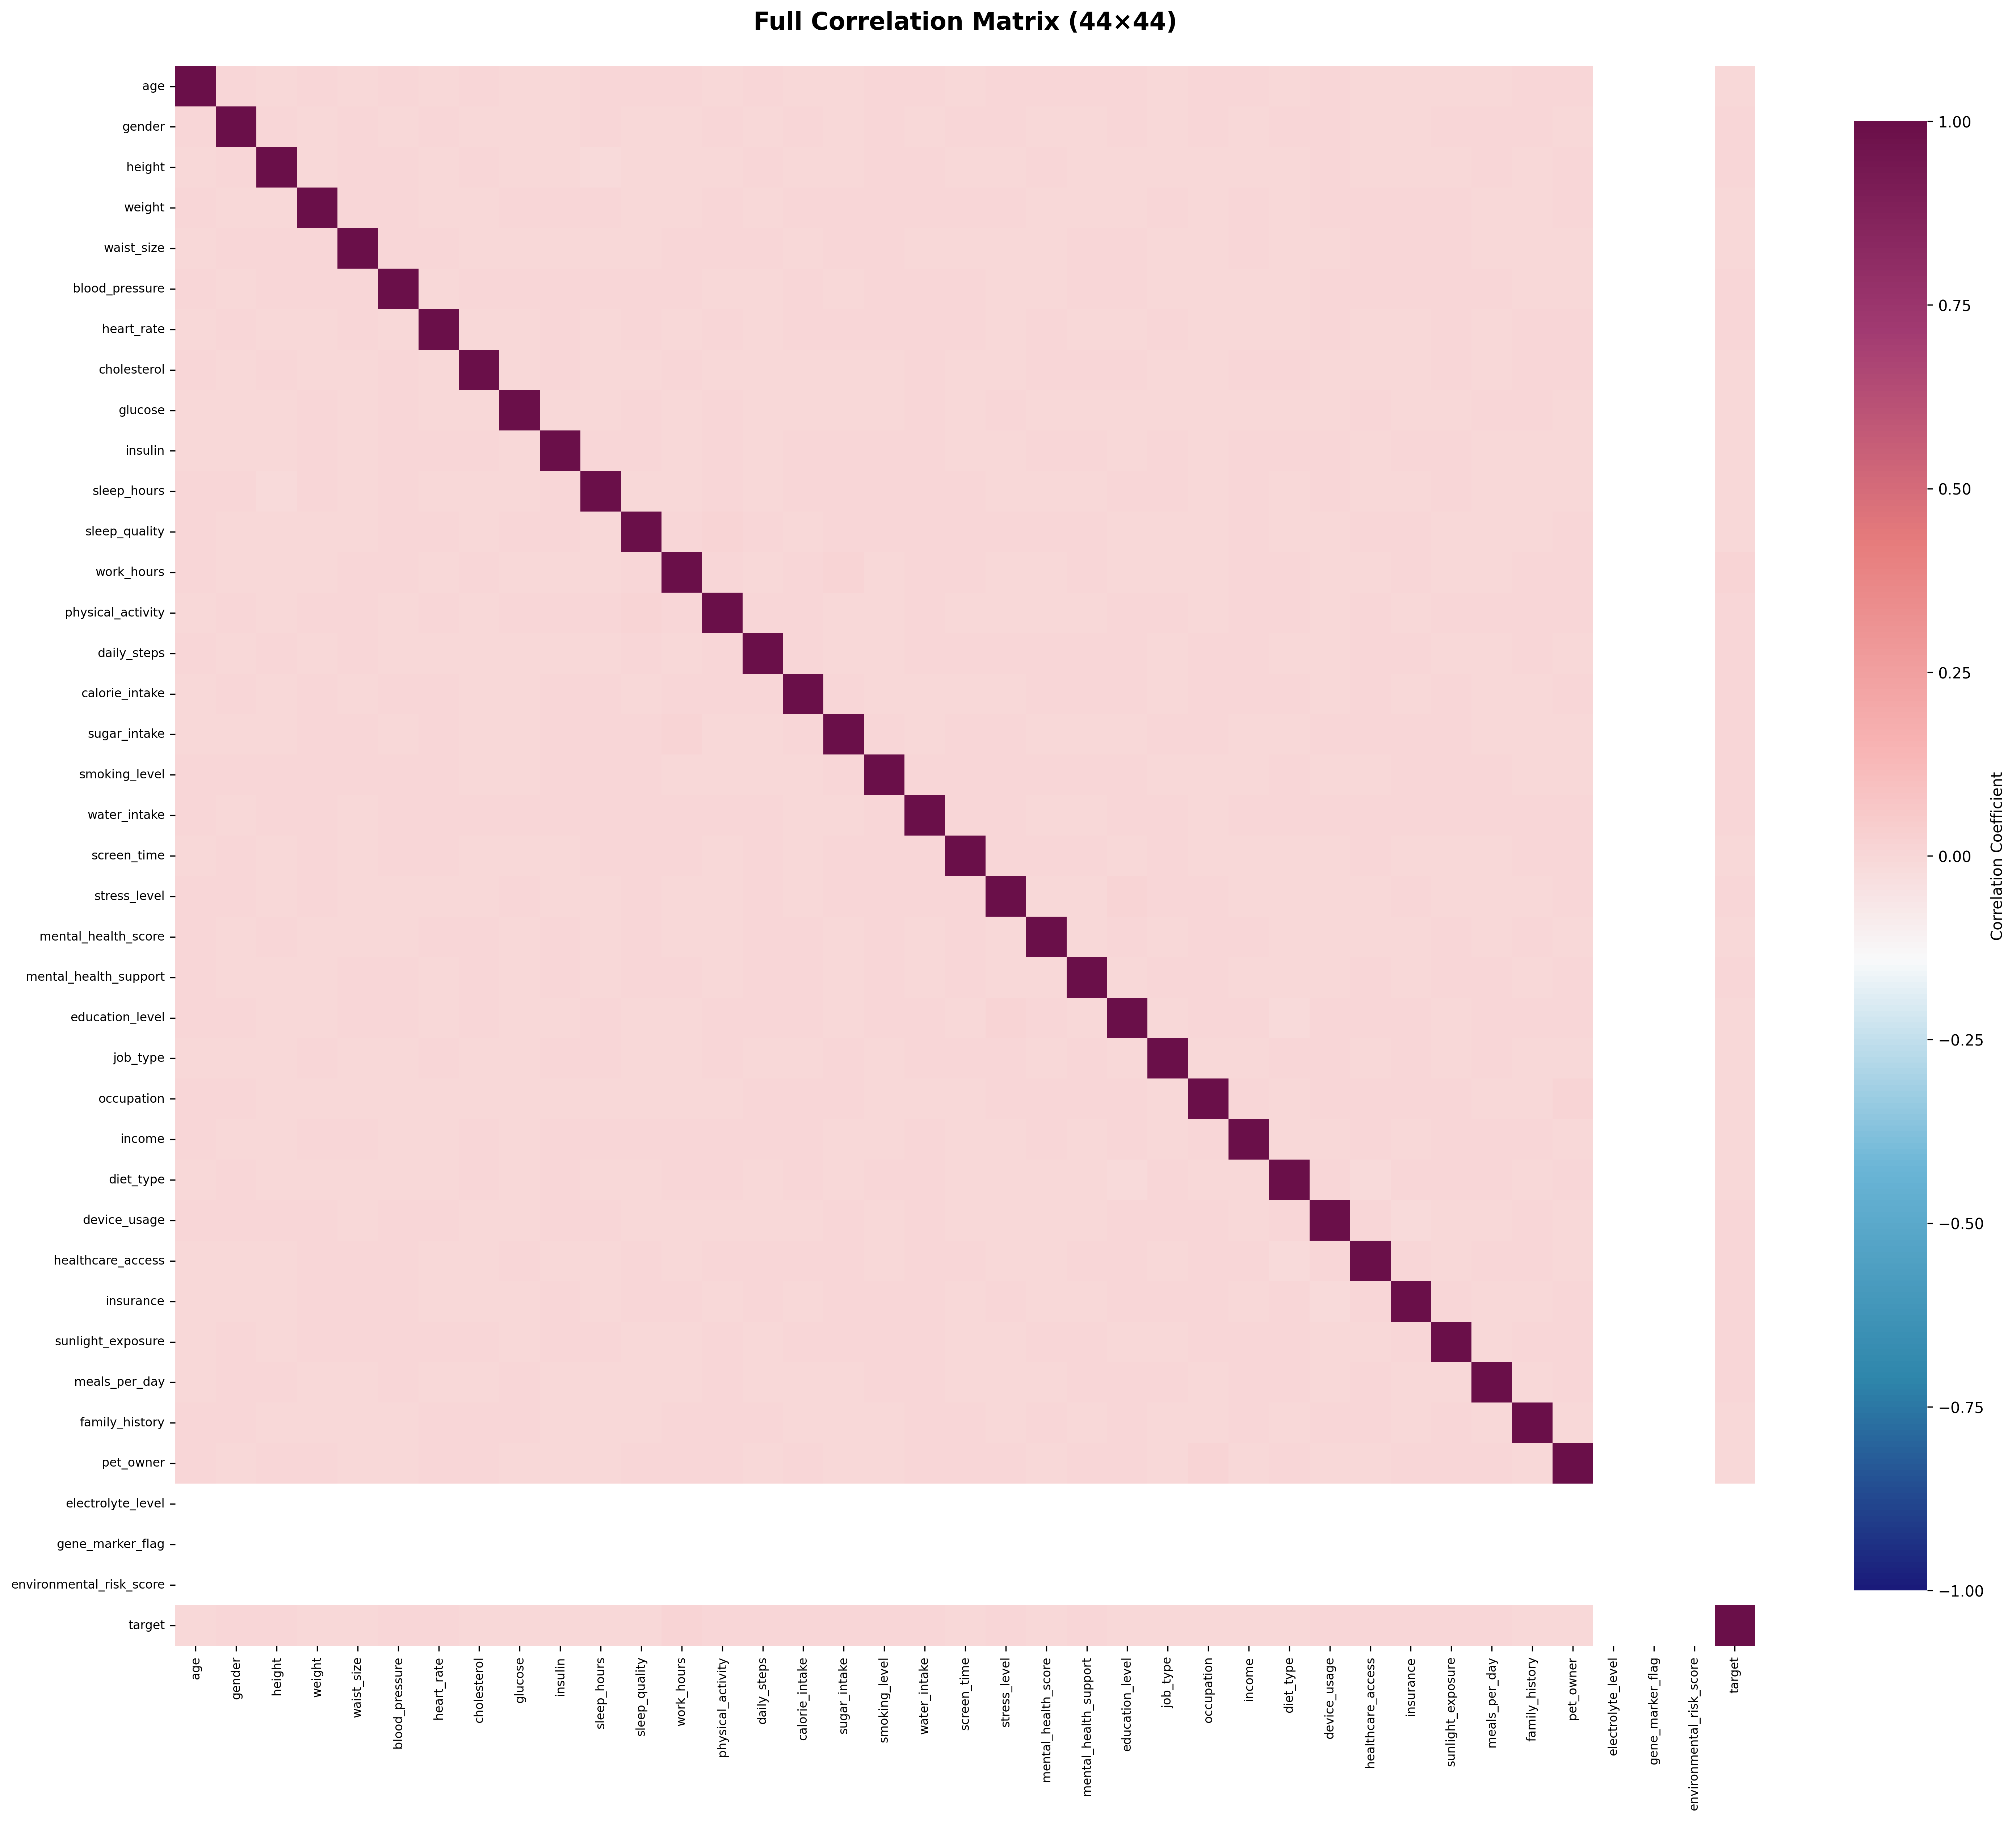 Full Correlation Matrix (44×44)
age
gender
height
weight
waist_size
blood_pressure
heart_rate
cholesterol
glucose
insulin
sleep_hours
sleep_quality
work_hours
physical_activity
daily_steps
calorie_intake
sugar_intake
smoking_level
water_intake
screen_time
stress_level
mental_health_score
mental_health_support
education_level
job_type
occupation
income
diet_type
device_usage
healthcare_access
insurance
sunlight_exposure
meals_per_day
family_history
pet_owner
electrolyte_level
gene_marker_flag
environmental_risk_score
target
age
gender
height
weight
waist_size
blood_pressure
heart_rate
cholesterol
glucose
insulin
sleep_hours
sleep_quality
work_hours
physical_activity
daily_steps
calorie_intake
sugar_intake
smoking_level
water_intake
screen_time
stress_level
mental_health_score
mental_health_support
education_level
job_type
occupation
income
diet_type
device_usage
healthcare_access
insurance
sunlight_exposure
meals_per_day
family_history
pet_owner
electrolyte_level
gene_marker_flag
environmental_risk_score
target
1.00
0.75
0.50
0.25
0.00
−0.25
−0.50
−0.75
−1.00
Correlation Coefficient